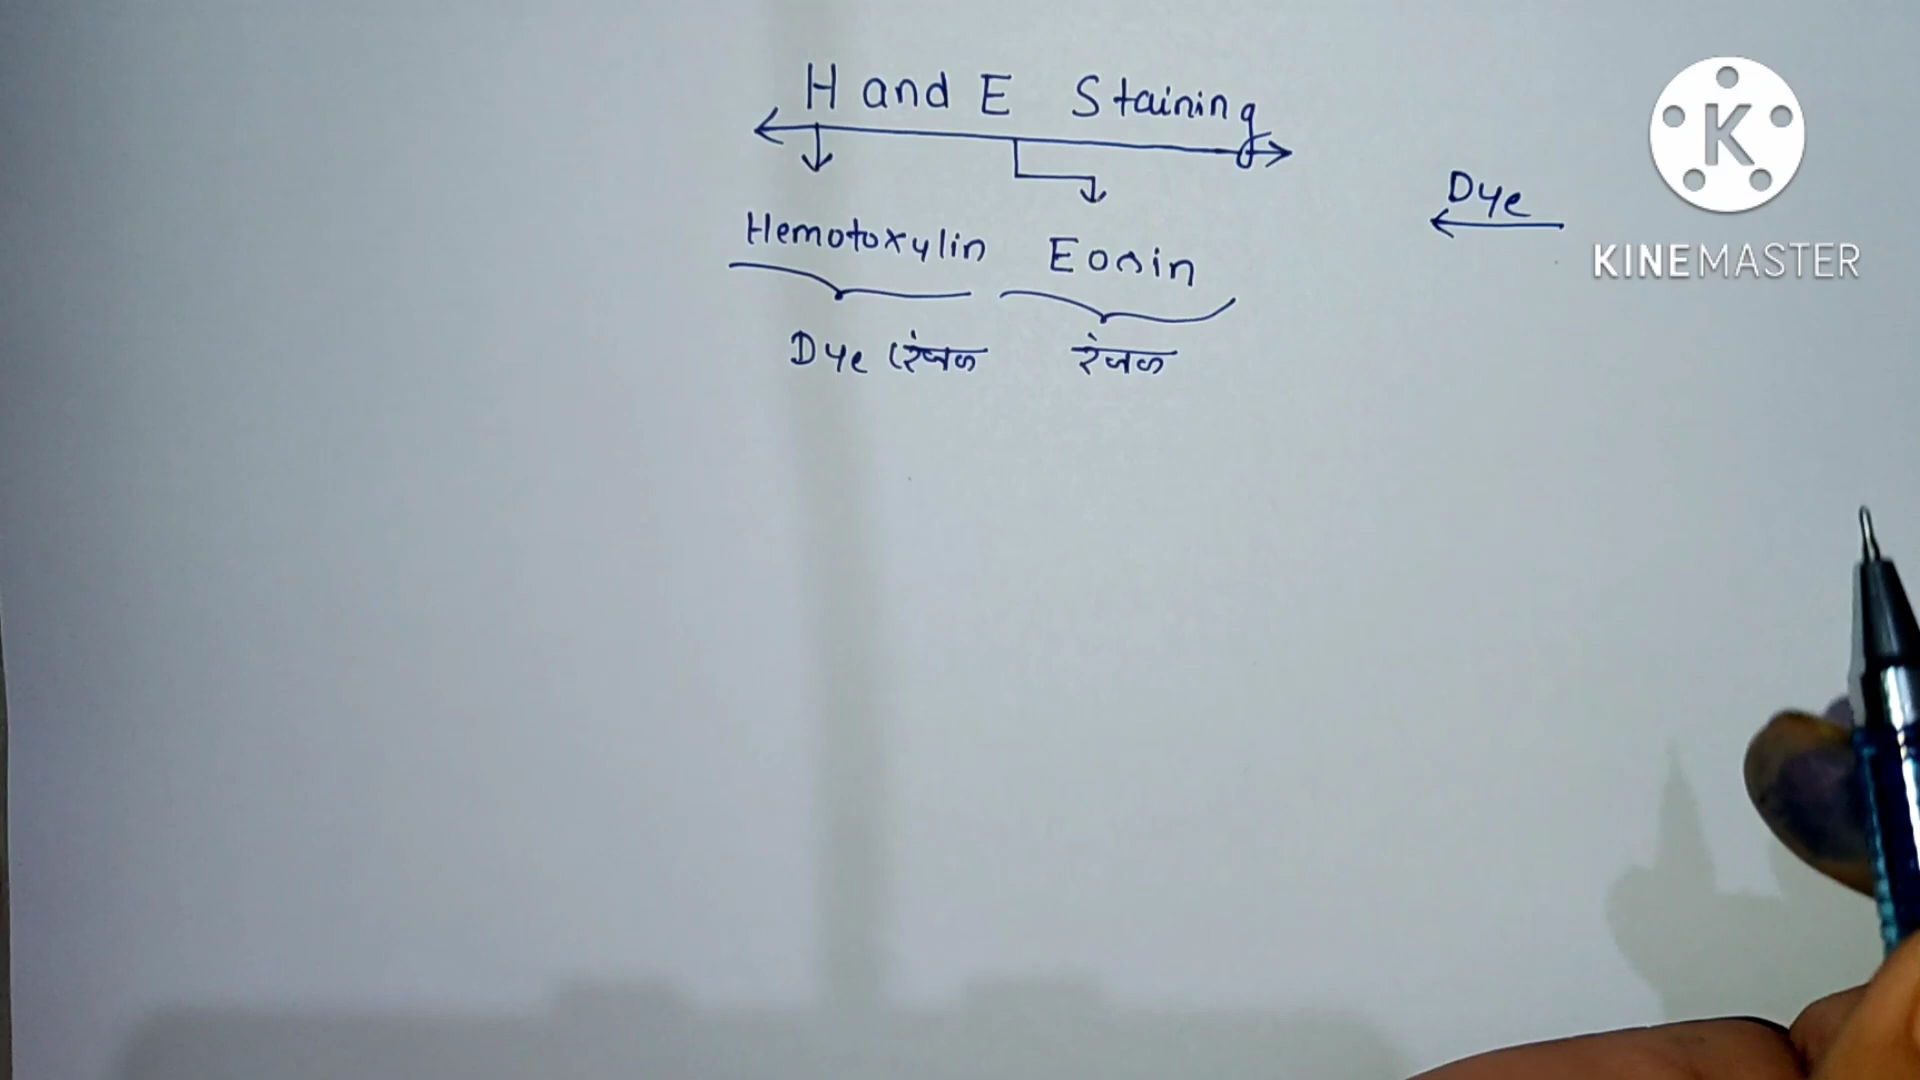 H and E Staining
Dye
Hemotoxylin Eosin
Dye (रंजक रंजक
K
KINEMASTER